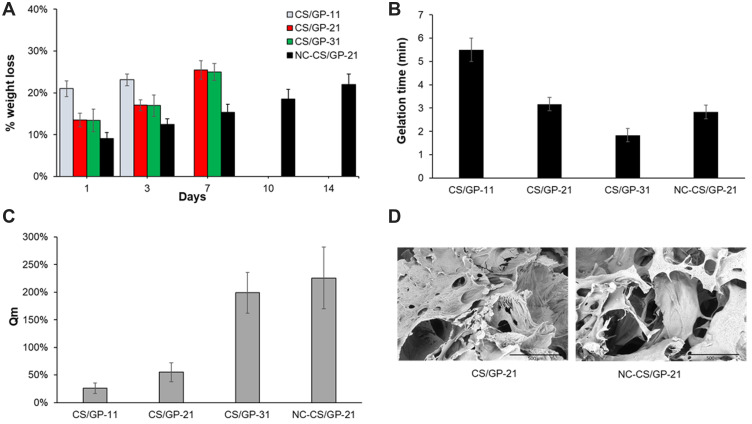 A
CS/GP-11
CS/GP-21
CS/GP-31
NC-CS/GP-21
% weight loss
40%
30%
20%
10%
0%
1 3 7 10 14
Days
B
Gelation time (min)
7
6
5
4
3
2
1
0
CS/GP-11 CS/GP-21 CS/GP-31 NC-CS/GP-21
C
Qm
300%
250%
200%
150%
100%
50%
0%
CS/GP-11 CS/GP-21 CS/GP-31 NC-CS/GP-21
D
CS/GP-21 NC-CS/GP-21